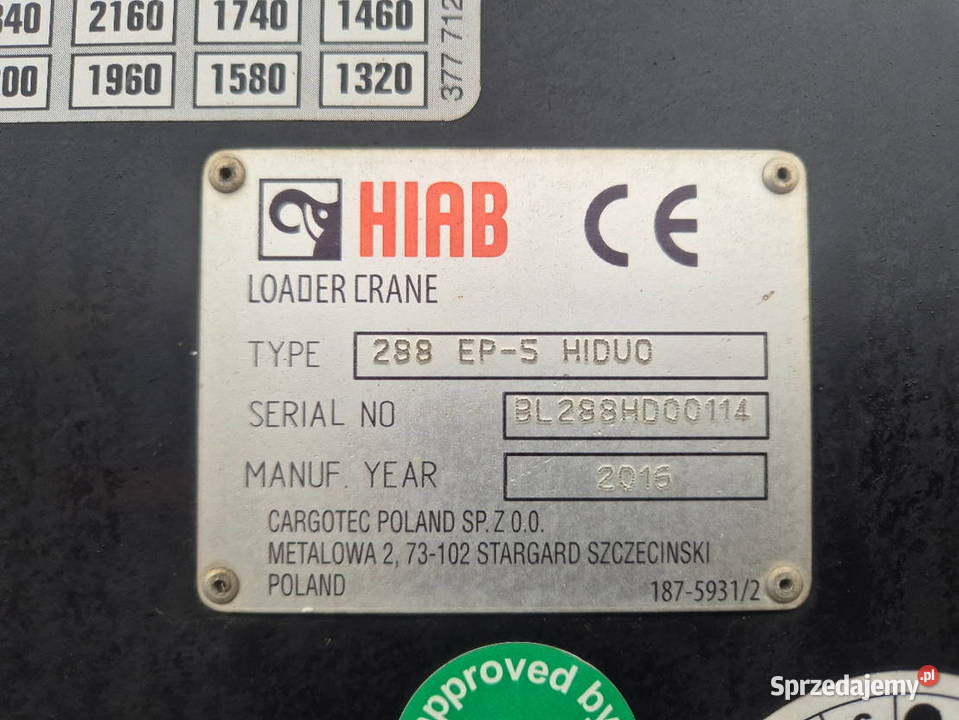 2160 1740 1460
1960 1580 1320
377 712
HIAB CE
LOADER CRANE
TYPE 288 EP-5 HIDUO
SERIAL NO BL288HD00114
MANUF. YEAR 2016
CARGOTEC POLAND SP. Z O.O.
METALOWA 2, 73-102 STARGARD SZCZECINSKI
POLAND
187-5931/2
approved by
Sprzedajemy.pl